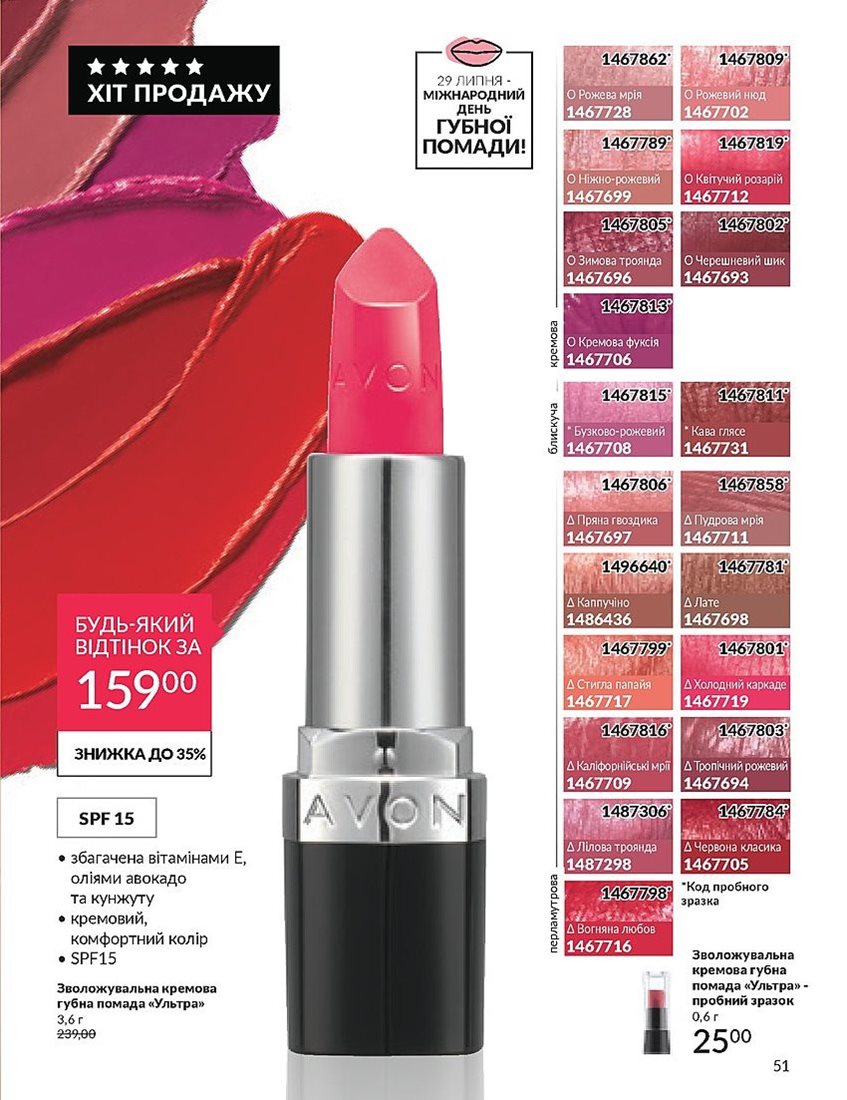 ХІТ ПРОДАЖУ
29 ЛИПНЯ -
МІЖНАРОДНИЙ
ДЕНЬ
ГУБНОЇ
ПОМАДИ!
AVON
AVON
БУДЬ-ЯКИЙ
ВІДТІНОК ЗА
15900
ЗНИЖКА ДО 35%
SPF 15
• збагачена вітамінами Е,
оліями авокадо
та кунжуту
• кремовий,
комфортний колір
• SPF15
Зволожувальна кремова
губна помада «Ультра»
3,6 г
239,00
кремова
1467862*
О Рожева мрія
1467728
1467809*
О Рожевий нюд
1467702
1467789*
О Ніжно-рожевий
1467699
1467819*
О Квітучий розарій
1467712
1467805*
О Зимова троянда
1467696
1467802*
О Черешневий шик
1467693
1467813*
О Кремова фуксія
1467706
блискуча
1467815*
* Бузково-рожевий
1467708
1467811*
* Кава глясе
1467731
перламутрова
1467806*
Δ Пряна гвоздика
1467697
1467858*
Δ Пудрова мрія
1467711
1496640*
Δ Каппучіно
1486436
1467781*
Δ Лате
1467698
1467799*
Δ Стигла папайя
1467717
1467801*
Δ Холодний каркаде
1467719
1467816*
Δ Каліфорнійські мрії
1467709
1467803*
Δ Тропічний рожевий
1467694
1487306*
Δ Лілова троянда
1487298
1467784*
Δ Червона класика
1467705
1467798*
Δ Вогняна любов
1467716
*Код пробного
зразка
Зволожувальна
кремова губна
помада «Ультра» -
пробний зразок
0,6 г
2500
51